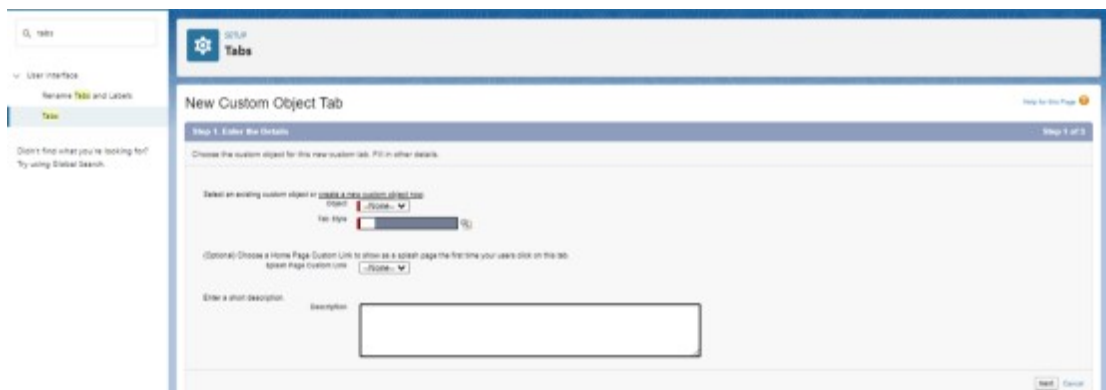 tabs
SETUP
Tabs
User Interface
Rename Tabs and Labels
Tabs
Didn't find what you're looking for?
Try using Global Search.
New Custom Object Tab
Help for this Page
Step 1. Enter the Details
Step 1 of 3
Choose the custom object for this new custom tab. Fill in other details.
Select an existing custom object or create a new custom object now.
Object --None--
Tab Style
(Optional) Choose a Home Page Custom Link to show as a splash page the first time your users click on this tab.
Splash Page Custom Link --None--
Enter a short description.
Description
Next Cancel